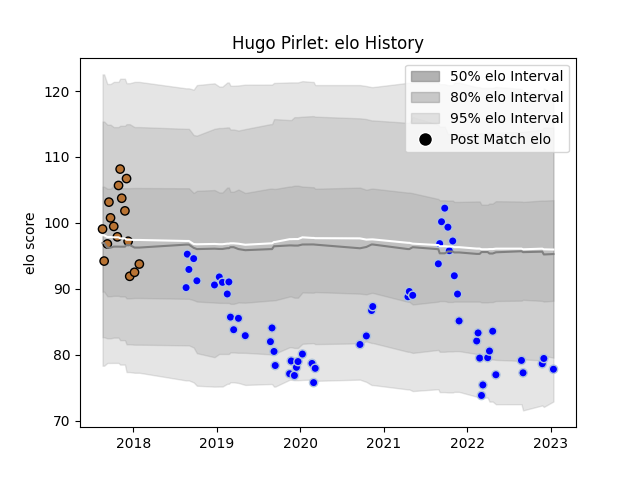 Hugo Pirlet: elo History
50% elo Interval
80% elo Interval
95% elo Interval
Post Match elo
elo score
120
110
100
90
80
70
2018
2019
2020
2021
2022
2023